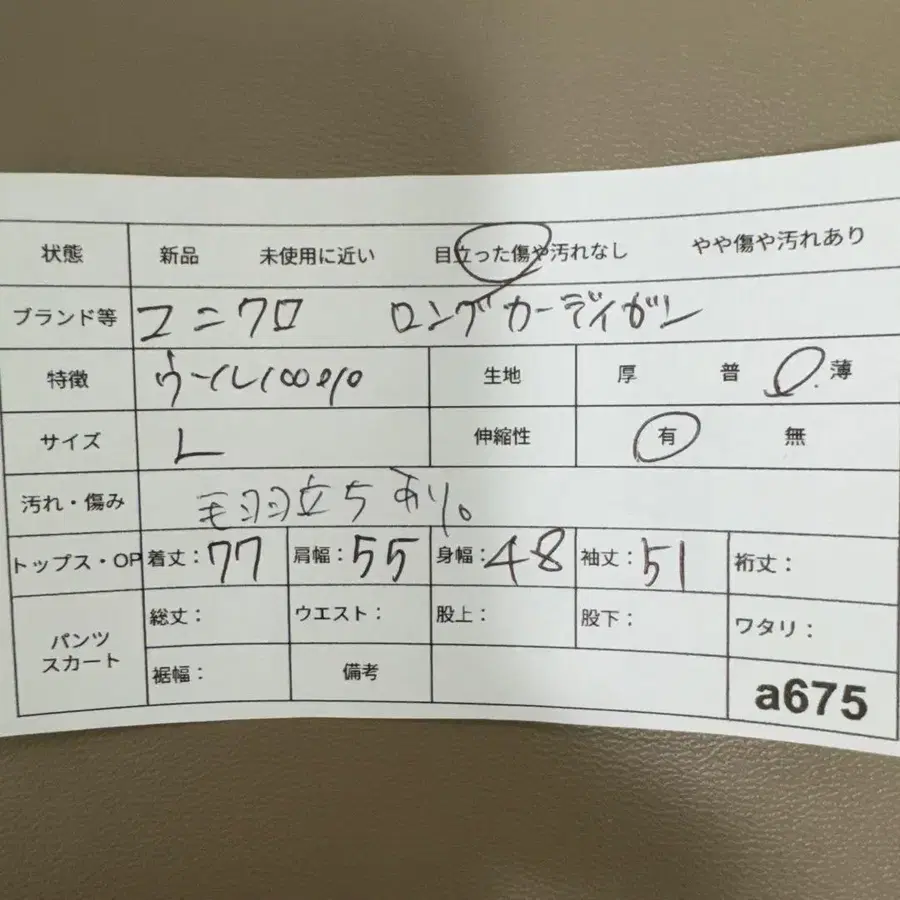 状態 新品 未使用に近い 目立った傷や汚れなし やや傷や汚れあり
ブランド等 ユニクロ ロングカーディガン
特徴 ウール100% 生地 厚 普 薄
サイズ L 伸縮性 有 無
汚れ・傷み 毛羽立ちあり。
トップス・OP 着丈：77 肩幅：55 身幅：48 袖丈：51 裄丈：
パンツ スカート 総丈： ウエスト： 股上： 股下： ワタリ：
裾幅： 備考 a675